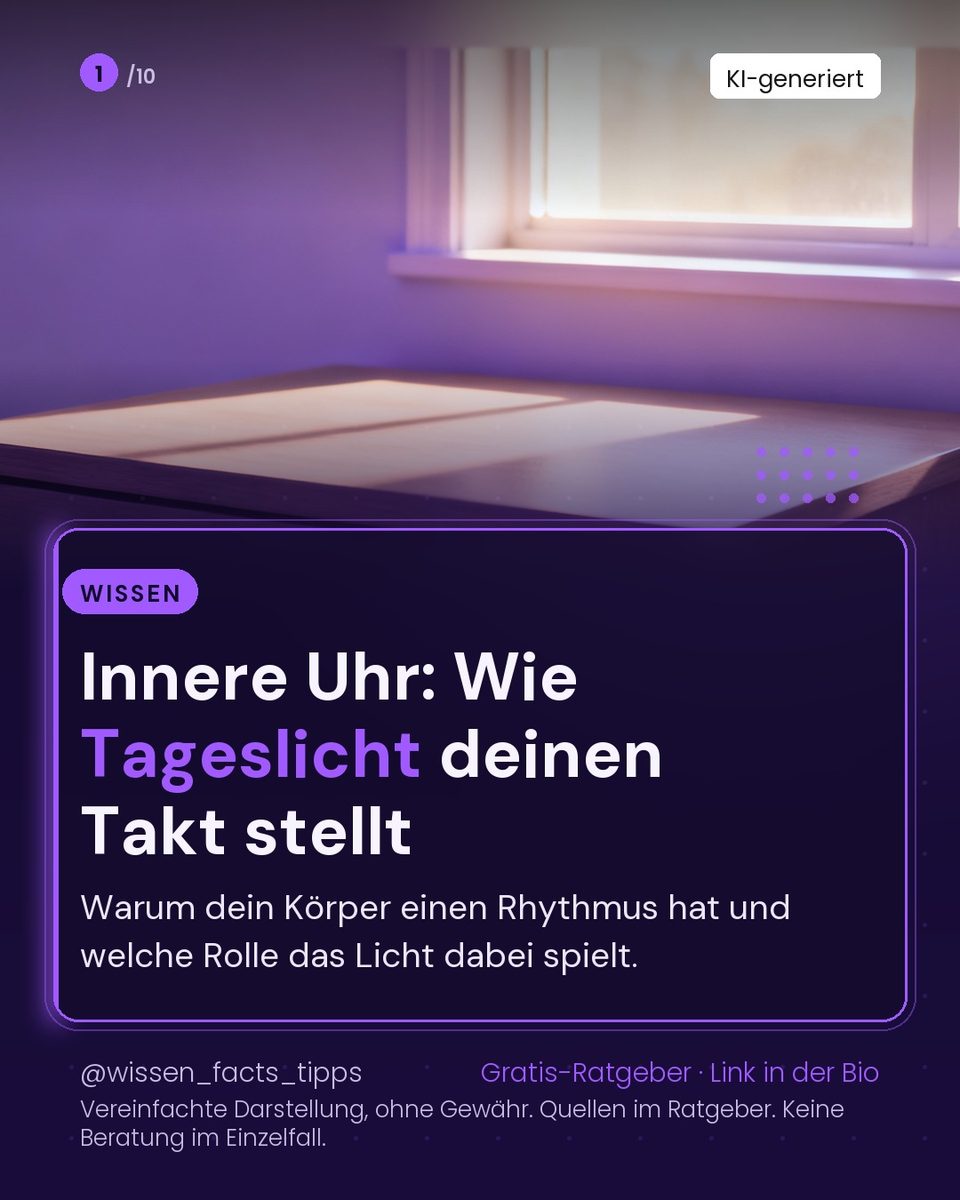 1 /10
KI-generiert
WISSEN
Innere Uhr: Wie
Tageslicht deinen
Takt stellt
Warum dein Körper einen Rhythmus hat und
welche Rolle das Licht dabei spielt.
@wissen_facts_tipps
Gratis-Ratgeber · Link in der Bio
Vereinfachte Darstellung, ohne Gewähr. Quellen im Ratgeber. Keine
Beratung im Einzelfall.